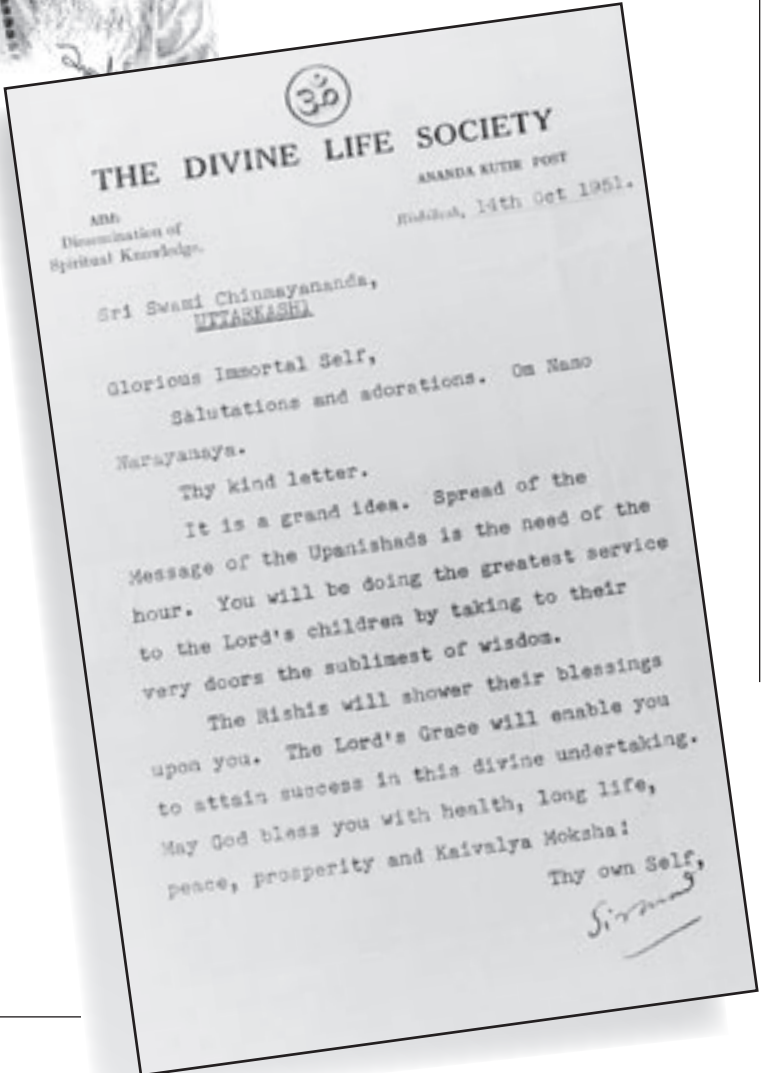 ॐ
THE DIVINE LIFE SOCIETY
ANANDA KUTIR POST
AIM:
Dissemination of
Spiritual Knowledge.
Rishikesh, 14th Oct 1951.
Sri Swami Chinmayananda,
UTTARKASHI
Glorious Immortal Self,
Salutations and adorations. Om Namo
Narayanaya.
Thy kind letter.
It is a grand idea. Spread of the
Message of the Upanishads is the need of the
hour. You will be doing the greatest service
to the Lord's children by taking to their
very doors the sublimest of wisdom.
The Rishis will shower their blessings
upon you. The Lord's Grace will enable you
to attain success in this divine undertaking.
May God bless you with health, long life,
peace, prosperity and Kaivalya Moksha!
Thy own Self,